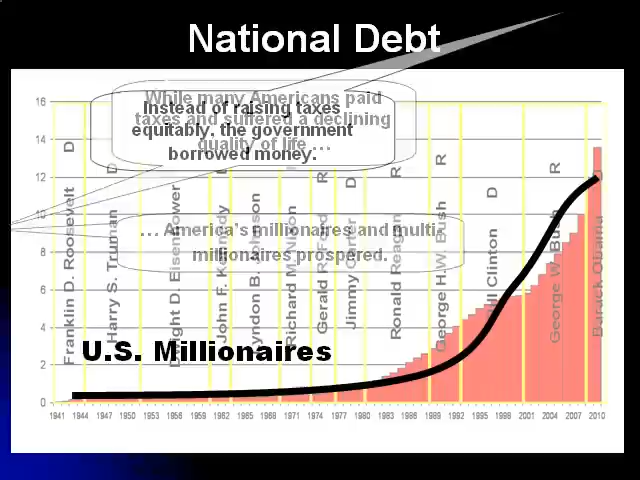 National Debt
While many Americans paid
taxes and suffered a declining
quality of life ...
Instead of raising taxes
equitably, the government
borrowed money.
... America's millionaires and multi-
millionaires prospered.
16
14
12
10
8
6
4
2
0
Franklin D. Roosevelt D
Harry S. Truman D
Dwight D. Eisenhower
John F. Kennedy
Lyndon B. Johnson
Richard M. Nixon
Gerald R. Ford R
Jimmy Carter D
Ronald Reagan R
George H.W. Bush R
Bill Clinton D
George W. Bush R
Barack Obama D
U.S. Millionaires
1941 1944 1947 1950 1953 1956 1959 1962 1965 1968 1971 1974 1977 1980 1983 1986 1989 1992 1995 1998 2001 2004 2007 2010